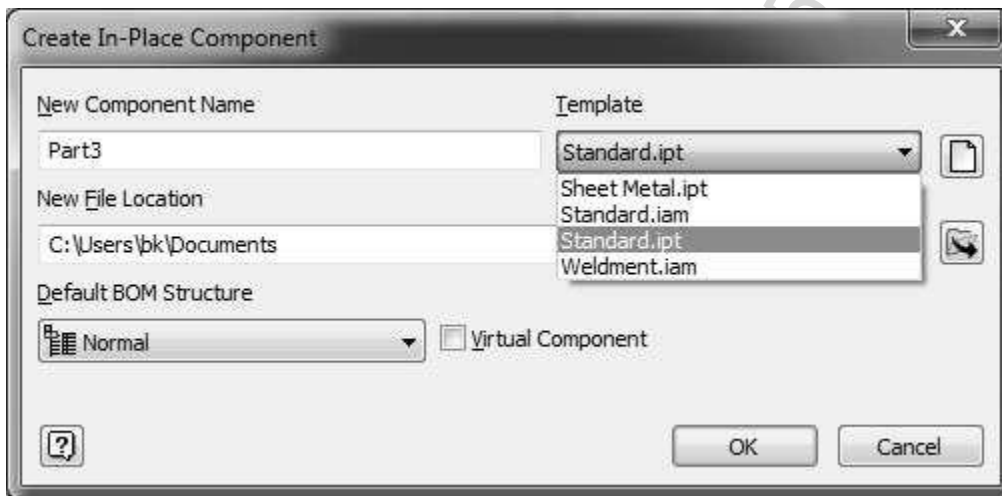 Create In-Place Component
New Component Name
Template
Part3
Standard.ipt
Sheet Metal.ipt
Standard.iam
Standard.ipt
Weldment.iam
New File Location
C:\Users\bk\Documents
Default BOM Structure
Normal
Virtual Component
OK
Cancel